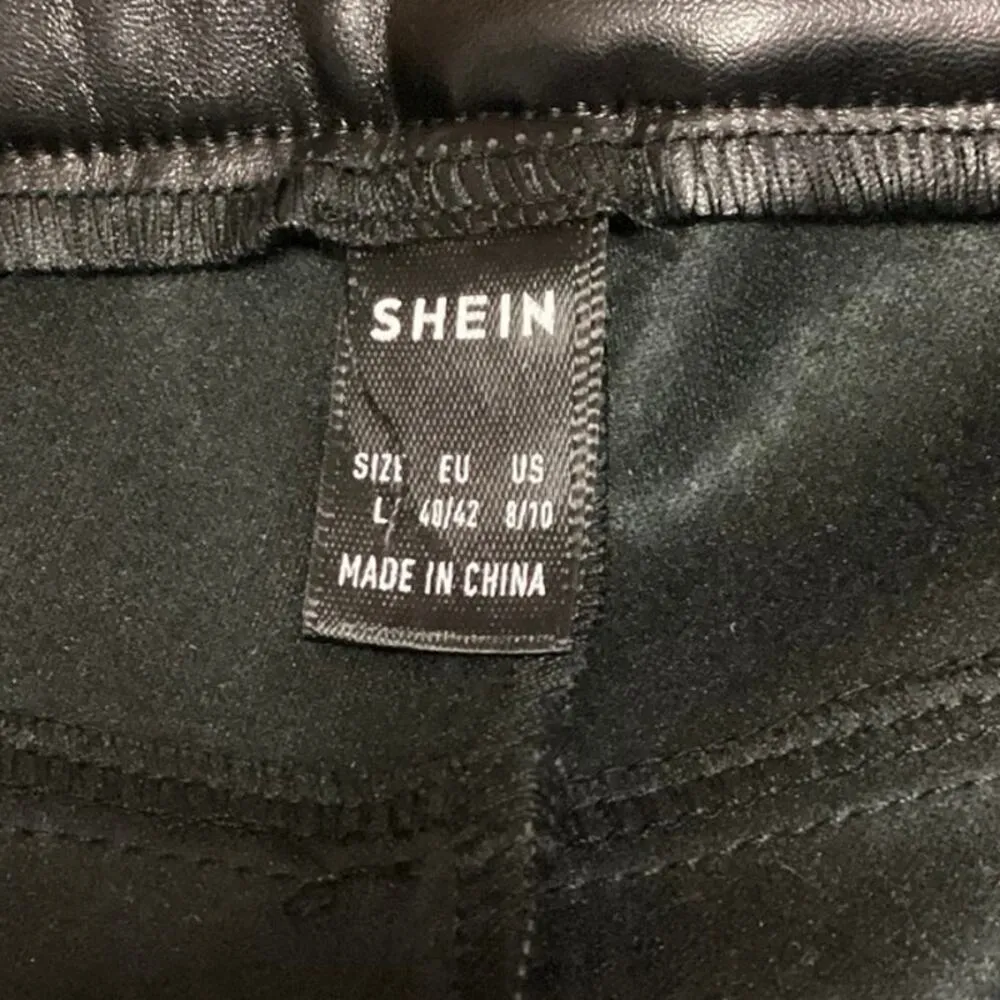 SHEIN
SIZE EU US
L 40/42 8/10
MADE IN CHINA